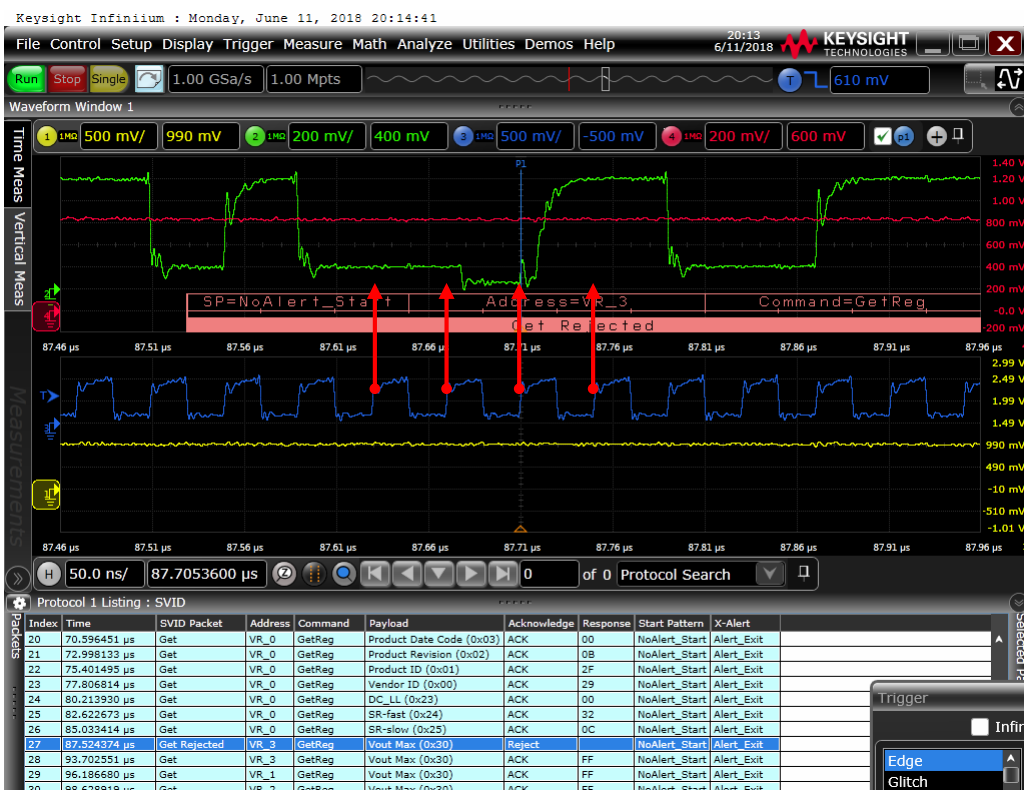 Keysight Infiniium : Monday, June 11, 2018 20:14:41
File Control Setup Display Trigger Measure Math Analyze Utilities Demos Help
20:13
6/11/2018
KEYSIGHT
TECHNOLOGIES
X
Run Stop Single 1.00 GSa/s 1.00 Mpts T 610 mV
Waveform Window 1
Time Meas
Vertical Meas
Measurements
1 1MΩ 500 mV/ 990 mV 2 1MΩ 200 mV/ 400 mV 3 1MΩ 500 mV/ -500 mV 4 1MΩ 200 mV/ 600 mV p1
P1
1.40 V
1.20 V
1.00 V
800 mV
600 mV
400 mV
200 mV
-0.0 V
-200 mV
SP=NoAlert_Start Address=VR_3 Command=GetReg
Get Rejected
87.46 µs 87.51 µs 87.56 µs 87.61 µs 87.66 µs 87.71 µs 87.76 µs 87.81 µs 87.86 µs 87.91 µs 87.96 µs
2.99 V
2.49 V
1.99 V
1.49 V
990 mV
490 mV
-10 mV
-510 mV
-1.01 V
T
87.46 µs 87.51 µs 87.56 µs 87.61 µs 87.66 µs 87.71 µs 87.76 µs 87.81 µs 87.86 µs 87.91 µs 87.96 µs
H 50.0 ns/ 87.7053600 µs 0 of 0 Protocol Search
Protocol 1 Listing : SVID
Packets
Index Time SVID Packet Address Command Payload Acknowledge Response Start Pattern X-Alert
20 70.596451 µs Get VR_0 GetReg Product Date Code (0x03) ACK 00 NoAlert_Start Alert_Exit
21 72.998133 µs Get VR_0 GetReg Product Revision (0x02) ACK 0B NoAlert_Start Alert_Exit
22 75.401495 µs Get VR_0 GetReg Product ID (0x01) ACK 2F NoAlert_Start Alert_Exit
23 77.806814 µs Get VR_0 GetReg Vendor ID (0x00) ACK 29 NoAlert_Start Alert_Exit
24 80.213930 µs Get VR_0 GetReg DC_LL (0x23) ACK 00 NoAlert_Start Alert_Exit
25 82.622673 µs Get VR_0 GetReg SR-fast (0x24) ACK 32 NoAlert_Start Alert_Exit
26 85.033414 µs Get VR_0 GetReg SR-slow (0x25) ACK 0C NoAlert_Start Alert_Exit
27 87.524374 µs Get Rejected VR_3 GetReg Vout Max (0x30) Reject NoAlert_Start Alert_Exit
28 93.702551 µs Get VR_3 GetReg Vout Max (0x30) ACK FF NoAlert_Start Alert_Exit
29 96.186680 µs Get VR_1 GetReg Vout Max (0x30) ACK FF NoAlert_Start Alert_Exit
30 98.628919 µs Get VR_2 GetReg Vout Max (0x30) ACK FF NoAlert_Start Alert_Exit
Selected
Trigger
Edge
Glitch